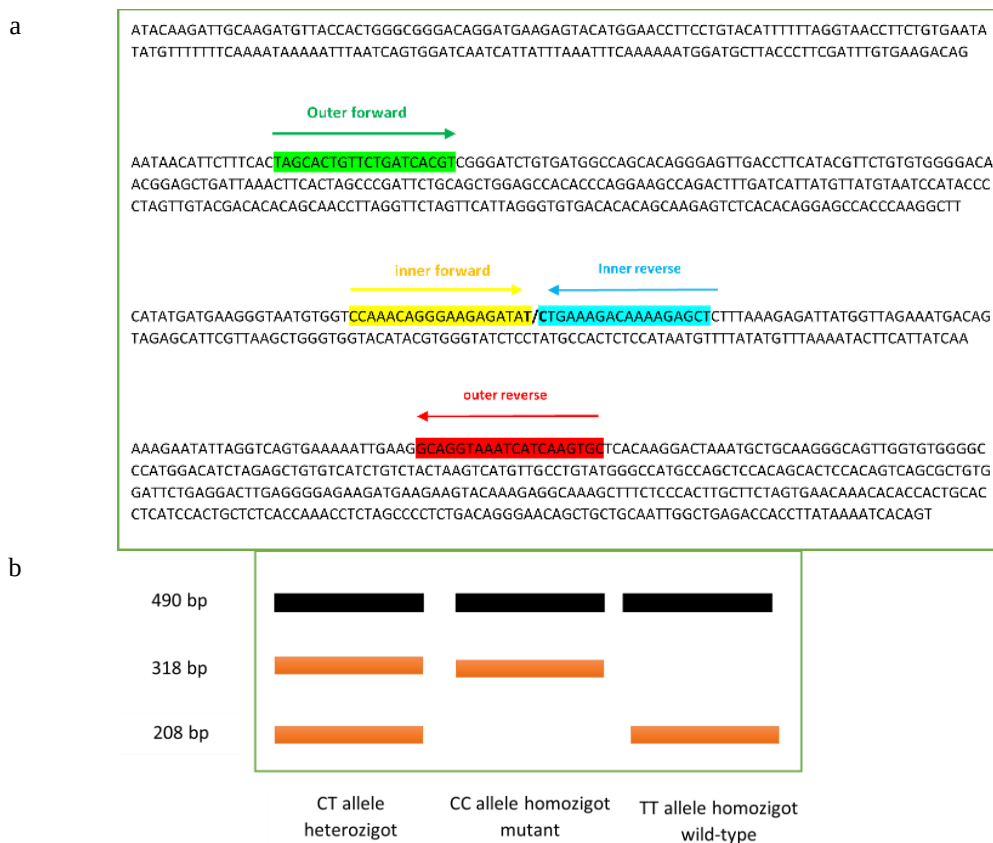 a
ATACAAGATTGCAAGATGTTACCACTGGGCGGGACAGGATGAAGAGTACATGGAACCTTCCTGTACATTTTTTAGGTAACCTTCTGTGAATA
TATGTTTTTTTCAAAATAAAAATTTAATCAGTGGATCAATCATTATTTAAATTTCAAAAAATGGATGCTTACCCTTCGATTTGTGAAGACAG
Outer forward
AATAACATTCTTTCACTAGCACTGTTCTGATCACGTCGGGATCTGTGATGGCCAGCACAGGGAGTTGACCTTCATACGTTCTGTGTGGGGACA
ACGGAGCTGATTAAACTTCACTAGCCCGATTCTGCAGCTGGAGCCACACCCAGGAAGCCAGACTTTGATCATTATGTTATGTAATCCATACCC
CTAGTTGTACGACACACAGCAACCTTAGGTTCTAGTTCATTAGGGTGTGACACACAGCAAGAGTCTCACACAGGAGCCACCCAAGGCTT
inner forward
Inner reverse
CATATGATGAAGGGTAATGTGGTCCAAACAGGGAAGAGATAT/CTGAAAGACAAAAGAGCTCTTTAAAGAGATTATGGTTAGAAATGACAG
TAGAGCATTCGTTAAGCTGGGTGGTACATACGTGGGTATCTCCTATGCCACTCTCCATAATGTTTTATATGTTTAAAATACTTCATTATCAA
outer reverse
AAAGAATATTAGGTCAGTGAAAAATTGAAGGCAGGTAAATCATCAAGTGCTCACAAGGACTAAATGCTGCAAGGGCAGTTGGTGTGGGGC
CCATGGACATCTAGAGCTGTGTCATCTGTCTACTAAGTCATGTTGCCTGTATGGGCCATGCCAGCTCCACAGCACTCCACAGTCAGCGCTGTG
GATTCTGAGGACTTGAGGGGAGAAGATGAAGAAGTACAAAGAGGCAAAGCTTTCTCCCACTTGCTTCTAGTGAACAAACACACCACTGCAC
CTCATCCACTGCTCTCACCAAACCTCTAGCCCCTCTGACAGGGAACAGCTGCTGCAATTGGCTGAGACCACCTTATAAAATCACAGT
b
490 bp
318 bp
208 bp
CT allele
heterozigot
CC allele homozigot
mutant
TT allele homozigot
wild-type